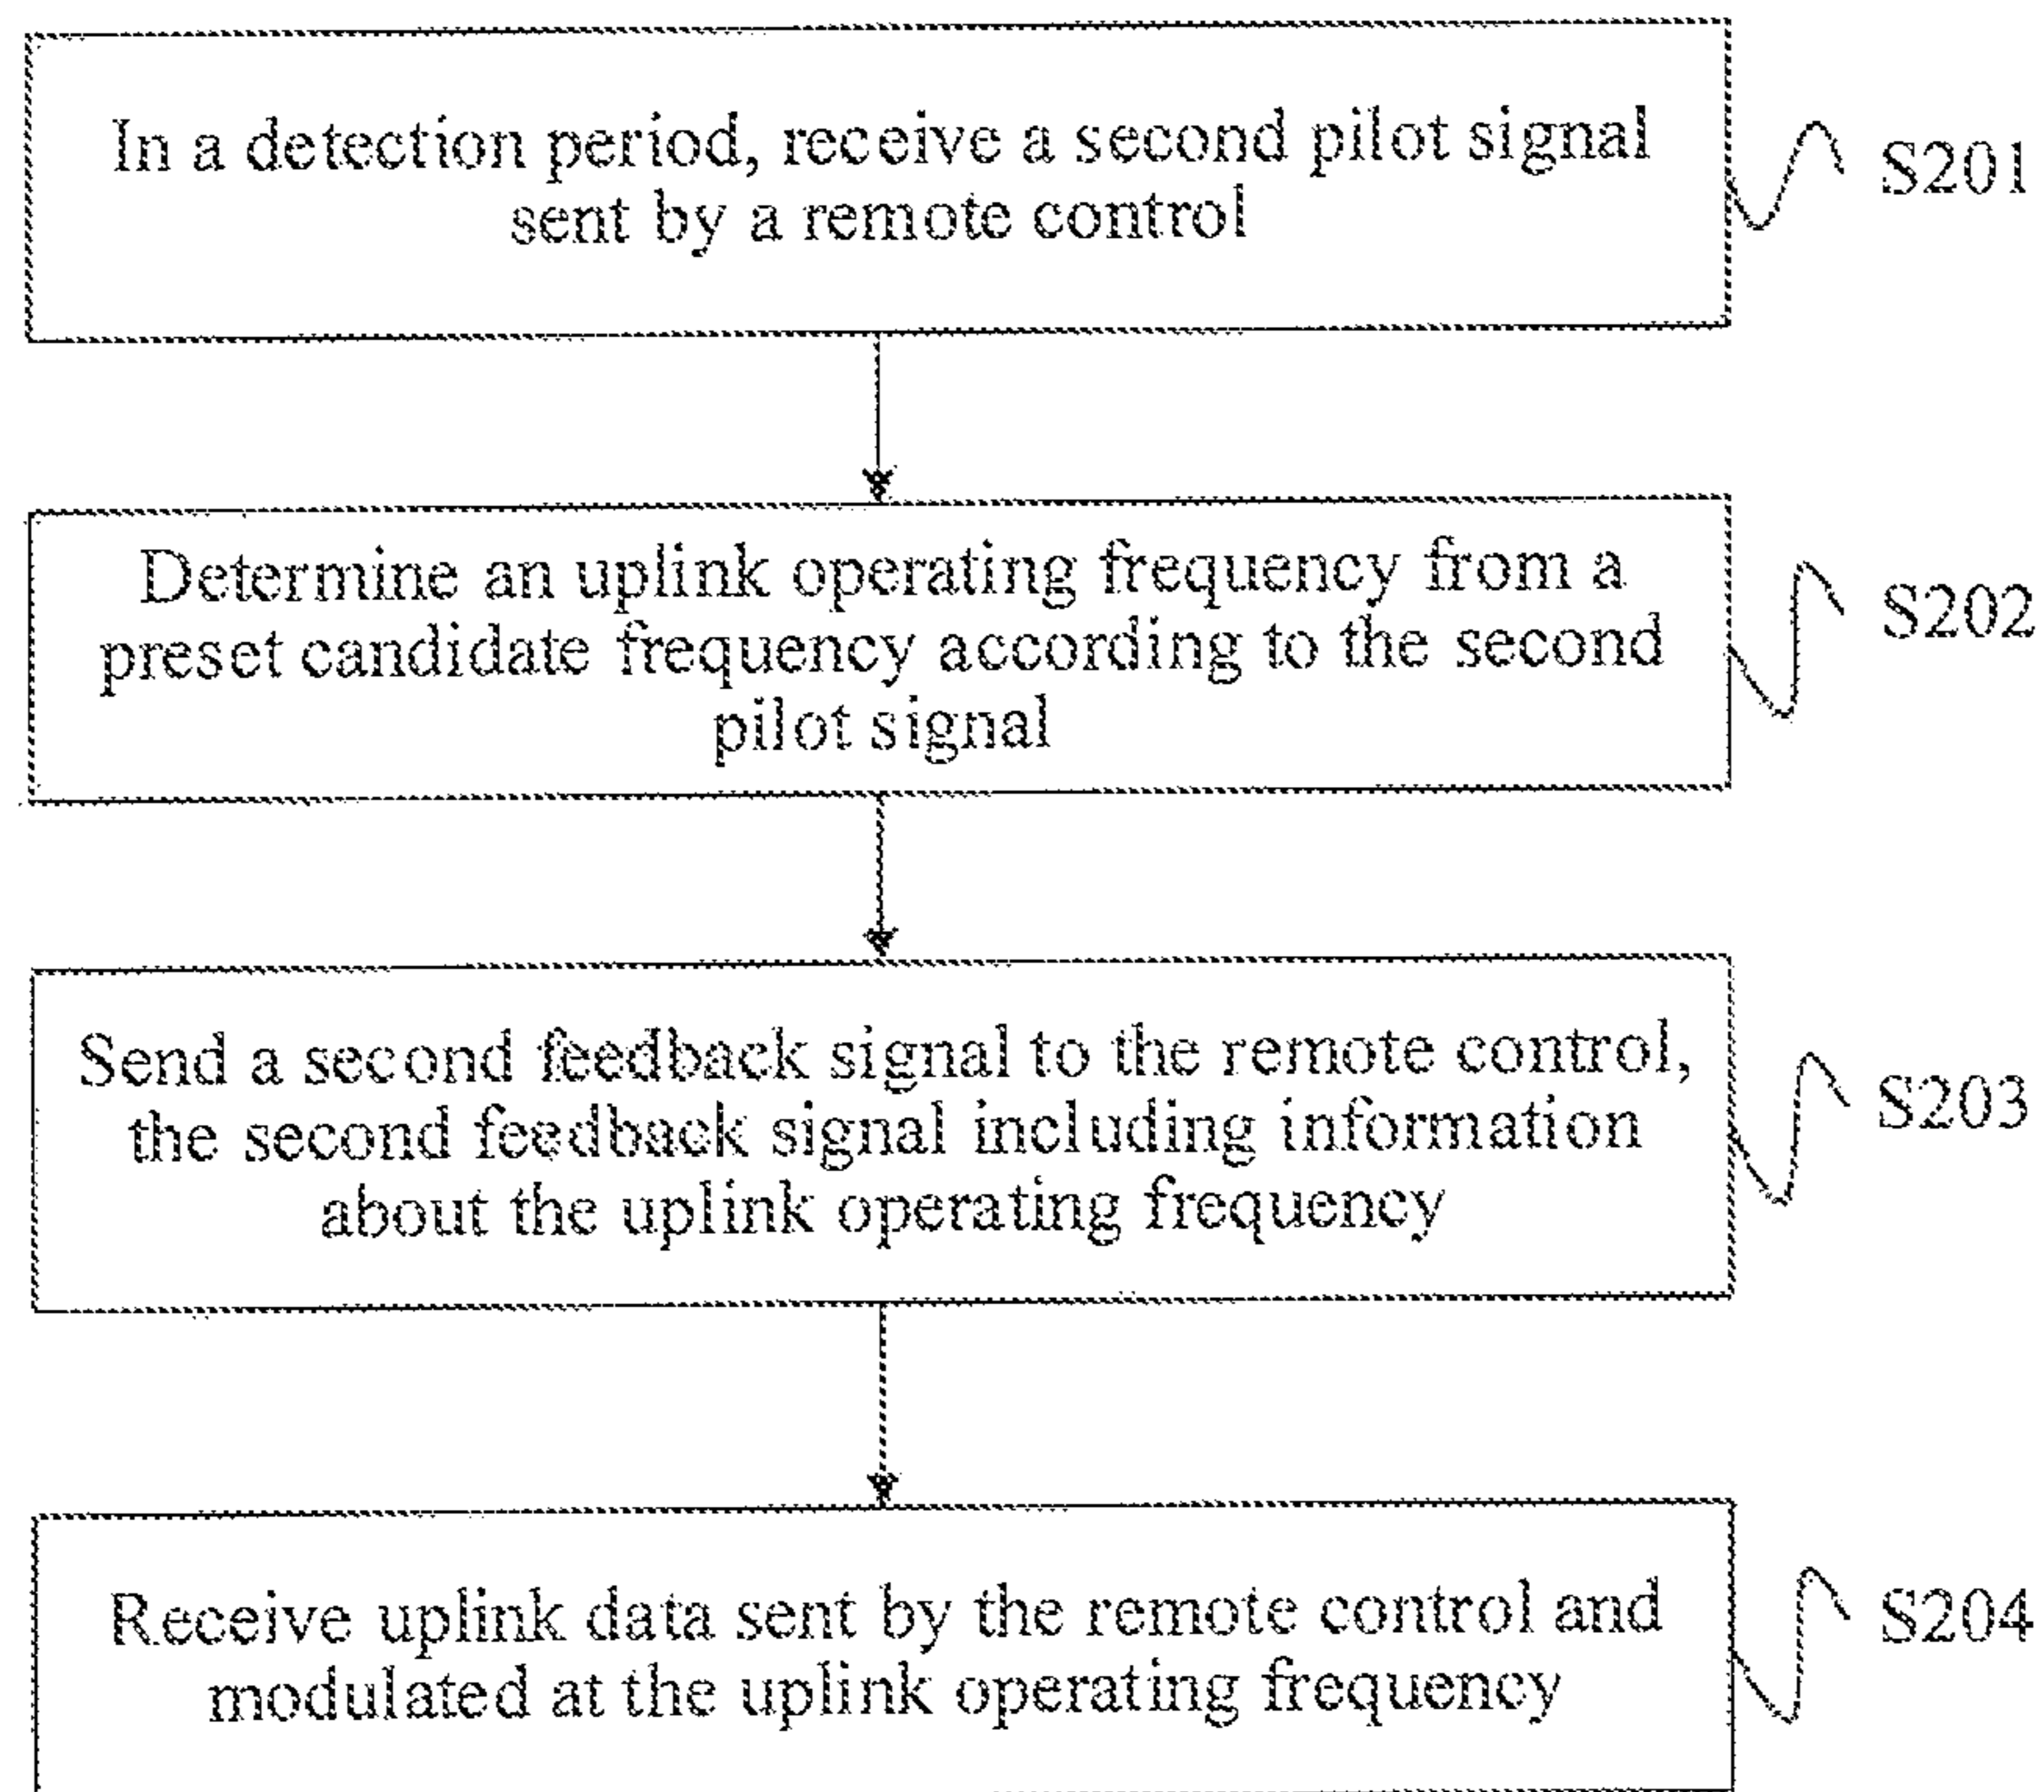 In a detection period, receive a second pilot signal
sent by a remote control
S201
Determine an uplink operating frequency from a
preset candidate frequency according to the second
pilot signal
S202
Send a second feedback signal to the remote control,
the second feedback signal including information
about the uplink operating frequency
S203
Receive uplink data sent by the remote control and
modulated at the uplink operating frequency
S204